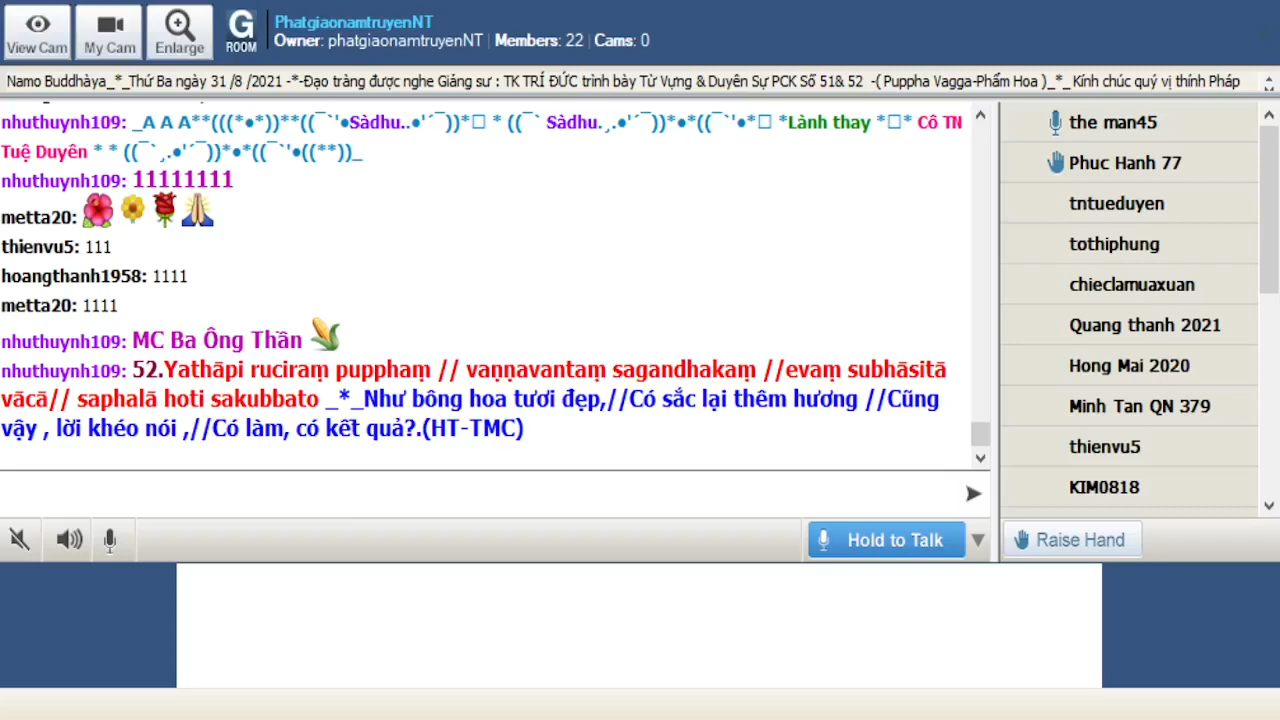 View Cam
My Cam
Enlarge
G
ROOM
PhatgiaonamtruyenNT
Owner: phatgiaonamtruyenNT | Members: 22 | Cams: 0
Namo Buddhàya_*_Thứ Ba ngày 31 /8 /2021 -*-Đạo tràng được nghe Giảng sư : TK TRÍ ĐỨC trình bày Từ Vựng & Duyên Sự PCK Số 51& 52 -( Puppha Vagga-Phẩm Hoa )_*_ Kính chúc quý vị thính Pháp
nhuthuynh109: _A A A**(((*•*))**((¯`'•Sàdhu..•'´¯))*□ * ((¯` Sàdhu.¸.•'´¯))*•*((¯`'•*□ *Lành thay *□* Cô TN
Tuệ Duyên * * ((¯`¸.•'´¯))*•*((¯`'•((**))_
nhuthuynh109: 11111111
metta20: 🌺 🌼 🌹 🙏
thienvu5: 111
hoangthanh1958: 1111
metta20: 1111
nhuthuynh109: MC Ba Ông Thần 🌽
nhuthuynh109: 52.Yathāpi ruciraṃ pupphaṃ // vaṇṇavantaṃ sagandhakaṃ //evaṃ subhāsitā
vācā// saphalā hoti sakubbato _*_Như bông hoa tươi đẹp,//Có sắc lại thêm hương //Cũng
vậy , lời khéo nói ,//Có làm, có kết quả?.(HT-TMC)
the man45
Phuc Hanh 77
tntueduyen
tothiphung
chieclamuaxuan
Quang thanh 2021
Hong Mai 2020
Minh Tan QN 379
thienvu5
KIM0818
Hold to Talk
Raise Hand